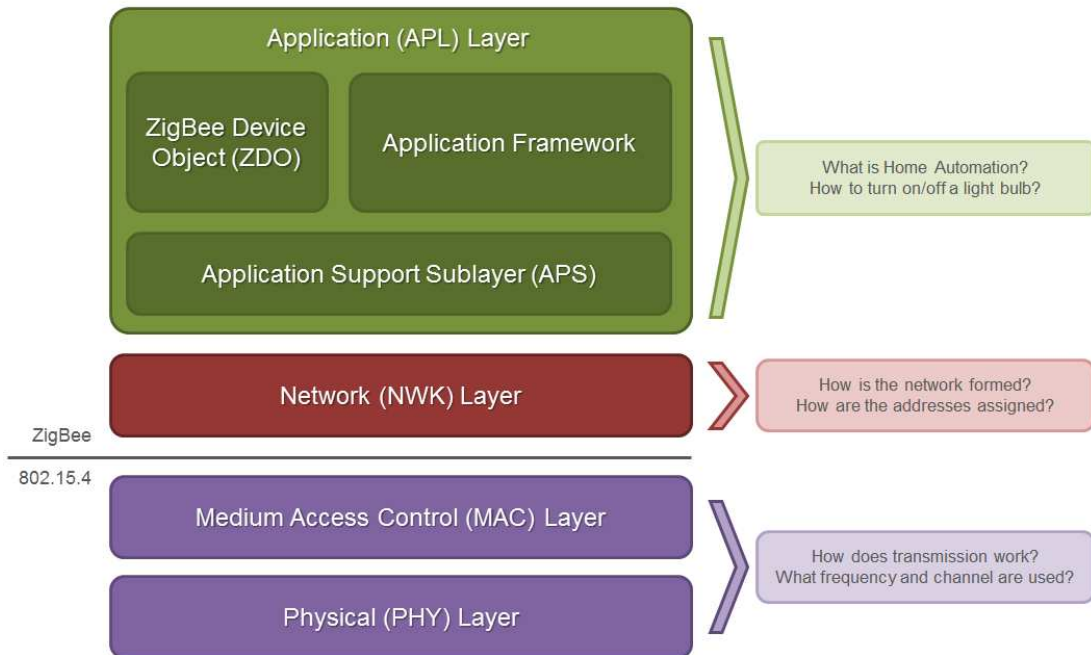 Application (APL) Layer
ZigBee Device
Object (ZDO)
Application Framework
Application Support Sublayer (APS)
What is Home Automation?
How to turn on/off a light bulb?
Network (NWK) Layer
How is the network formed?
How are the addresses assigned?
ZigBee
802.15.4
Medium Access Control (MAC) Layer
How does transmission work?
What frequency and channel are used?
Physical (PHY) Layer